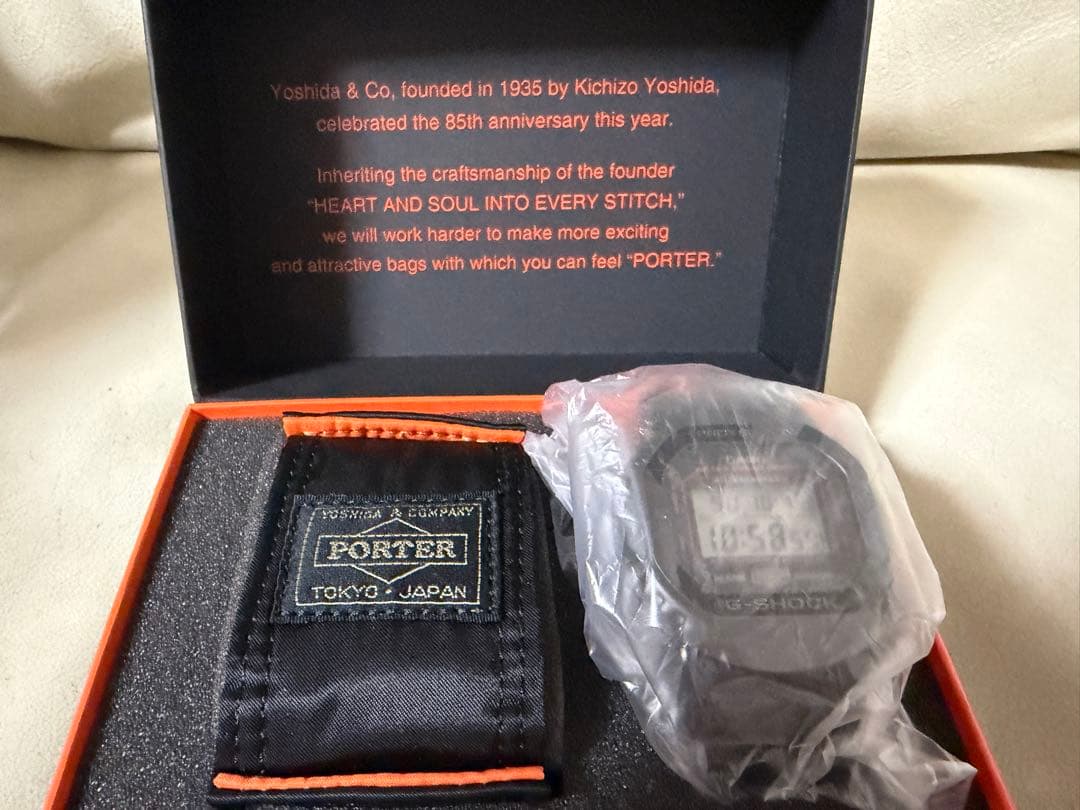 Yoshida & Co, founded in 1935 by Kichizo Yoshida,
celebrated the 85th anniversary this year.
Inheriting the craftsmanship of the founder
"HEART AND SOUL INTO EVERY STITCH,"
we will work harder to make more exciting
and attractive bags with which you can feel "PORTER."
YOSHIDA & COMPANY
PORTER
TOKYO · JAPAN
10:58
G-SHOCK